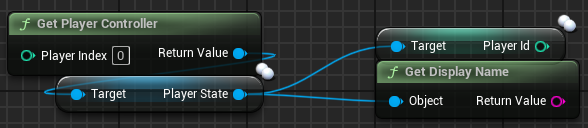 Get Player Controller
Player Index 0
Return Value
Target
Player State
Target
Player Id
Get Display Name
Object
Return Value